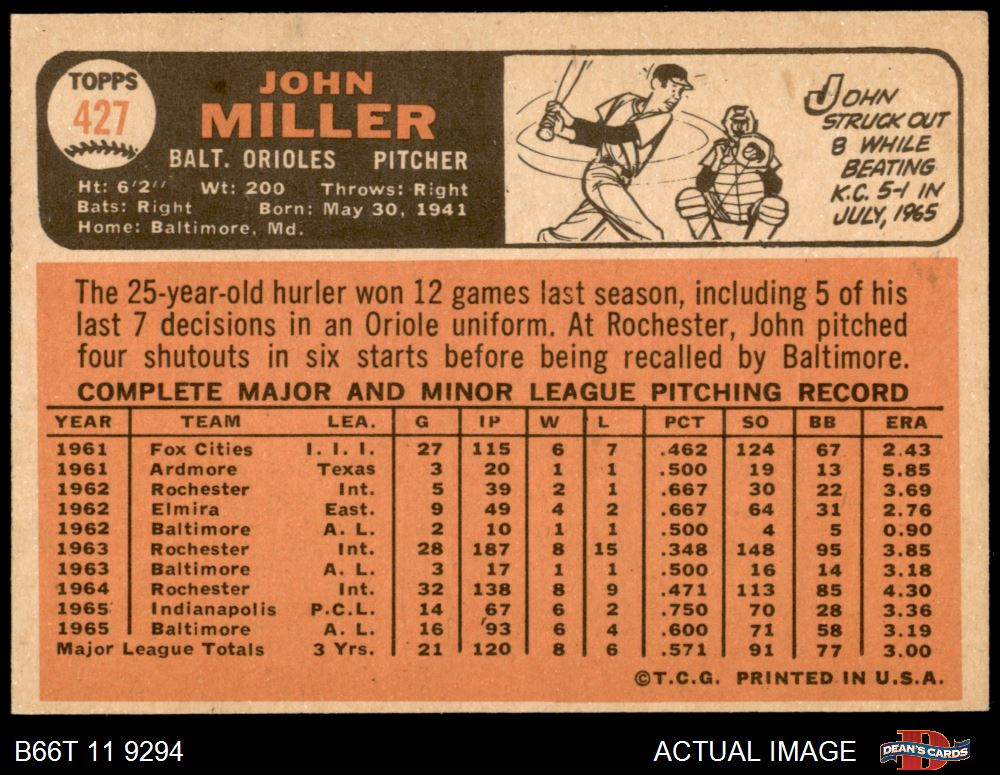 TOPPS
427
JOHN
MILLER
BALT. ORIOLES PITCHER
Ht: 6'2" Wt: 200 Throws: Right
Bats: Right Born: May 30, 1941
Home: Baltimore, Md.
JOHN
STRUCK OUT
8 WHILE
BEATING
K.C. 5-1 IN
JULY, 1965
The 25-year-old hurler won 12 games last season, including 5 of his
last 7 decisions in an Oriole uniform. At Rochester, John pitched
four shutouts in six starts before being recalled by Baltimore.
COMPLETE MAJOR AND MINOR LEAGUE PITCHING RECORD
YEAR TEAM LEA. G IP W L PCT SO BB ERA
1961 Fox Cities I. I. I. 27 115 6 7 .462 124 67 2.43
1961 Ardmore Texas 3 20 1 1 .500 19 13 5.85
1962 Rochester Int. 5 39 2 1 .667 30 22 3.69
1962 Elmira East. 9 49 4 2 .667 64 31 2.76
1962 Baltimore A. L. 2 10 1 1 .500 4 5 0.90
1963 Rochester Int. 28 187 8 15 .348 148 95 3.85
1963 Baltimore A. L. 3 17 1 1 .500 16 14 3.18
1964 Rochester Int. 32 138 8 9 .471 113 85 4.30
1965 Indianapolis P.C.L. 14 67 6 2 .750 70 28 3.36
1965 Baltimore A. L. 16 93 6 4 .600 71 58 3.19
Major League Totals 3 Yrs. 21 120 8 6 .571 91 77 3.00
©T.C.G. PRINTED IN U.S.A.
B66T 11 9294 ACTUAL IMAGE
DEAN'S CARDS